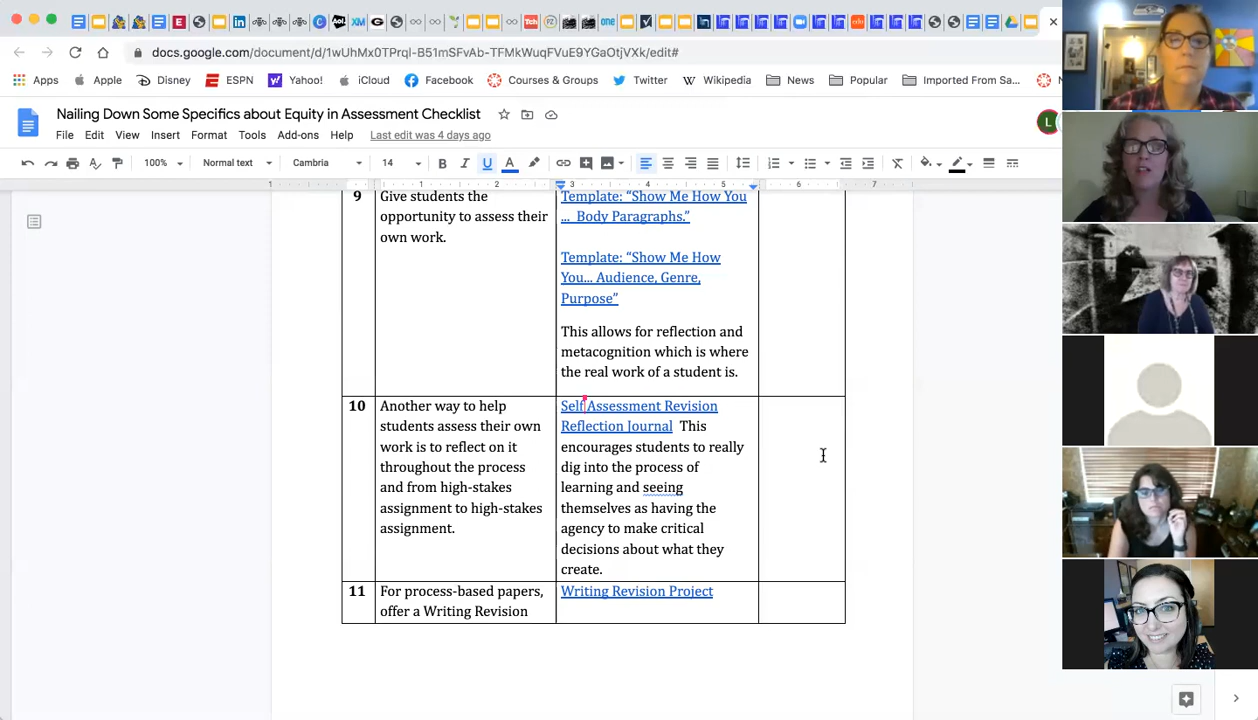 docs.google.com/document/d/1wUhMx0TPrql-B51mSFvAb-TFMkWuqFVuE9YGaOtjVXk/edit#
Apps Apple Disney ESPN Yahoo! iCloud Facebook Courses & Groups Twitter Wikipedia News Popular Imported From Sa...
Nailing Down Some Specifics about Equity in Assessment Checklist
File Edit View Insert Format Tools Add-ons Help Last edit was 4 days ago
100% Normal text Cambria 14 B I U A
1 1 2 3 4 5 6 7
9 Give students the
opportunity to assess their
own work.
Template: “Show Me How You
... Body Paragraphs.”
Template: “Show Me How
You... Audience, Genre,
Purpose”
This allows for reflection and
metacognition which is where
the real work of a student is.
10 Another way to help
students assess their own
work is to reflect on it
throughout the process
and from high-stakes
assignment to high-stakes
assignment.
Self Assessment Revision
Reflection Journal This
encourages students to really
dig into the process of
learning and seeing
themselves as having the
agency to make critical
decisions about what they
create.
11 For process-based papers,
offer a Writing Revision
Writing Revision Project
L